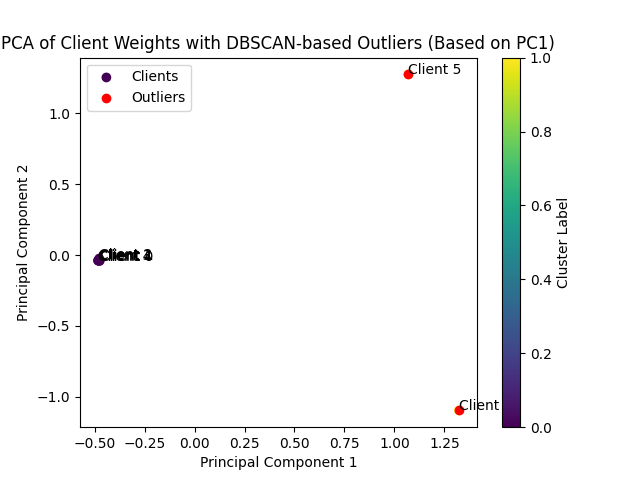 PCA of Client Weights with DBSCAN-based Outliers (Based on PC1)
Clients
Outliers
Client 5
Client
Principal Component 2
1.0
0.5
0.0
−0.5
−1.0
−0.50
−0.25
0.00
0.25
0.50
0.75
1.00
1.25
Principal Component 1
1.0
0.8
0.6
0.4
0.2
0.0
Cluster Label